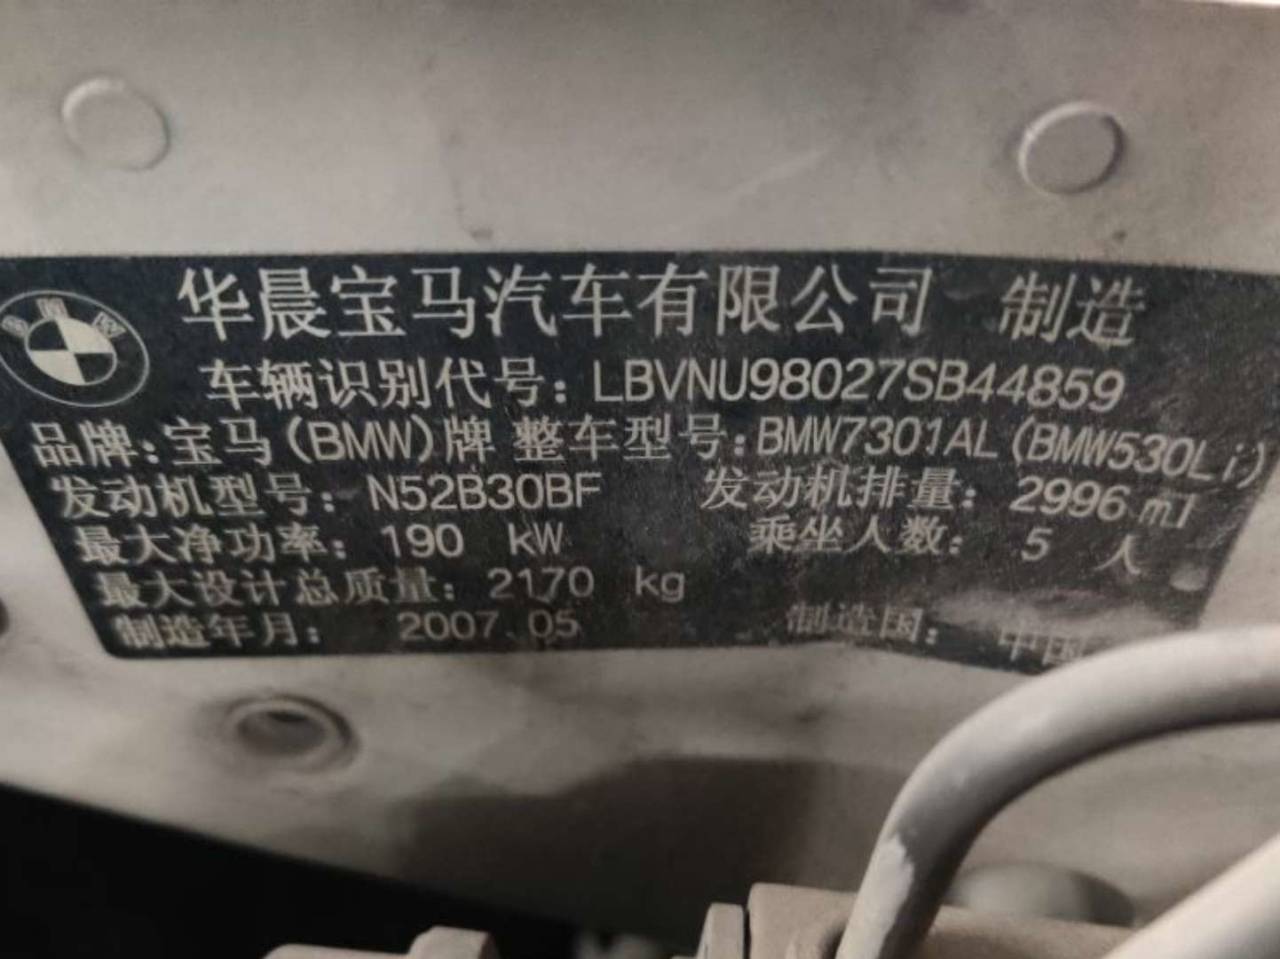 华晨宝马汽车有限公司 制造
车辆识别代号：LBVNU98027SB44859
品牌：宝马(BMW)牌 整车型号：BMW7301AL(BMW530Li)
发动机型号：N52B30BF 发动机排量：2996 ml
最大净功率：190 kW 乘坐人数：5 人
最大设计总质量：2170 kg
制造年月：2007.05 制造国：中国